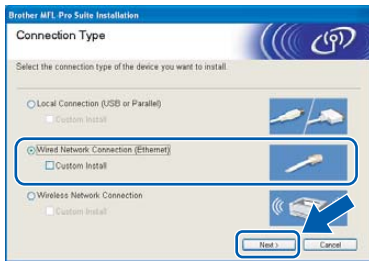 Brother MFL-Pro Suite Installation
Connection Type
Select the connection type of the device you want to install.
Local Connection (USB or Parallel)
Custom Install
Wired Network Connection (Ethernet)
Custom Install
Wireless Network Connection
Custom Install
Next >
Cancel